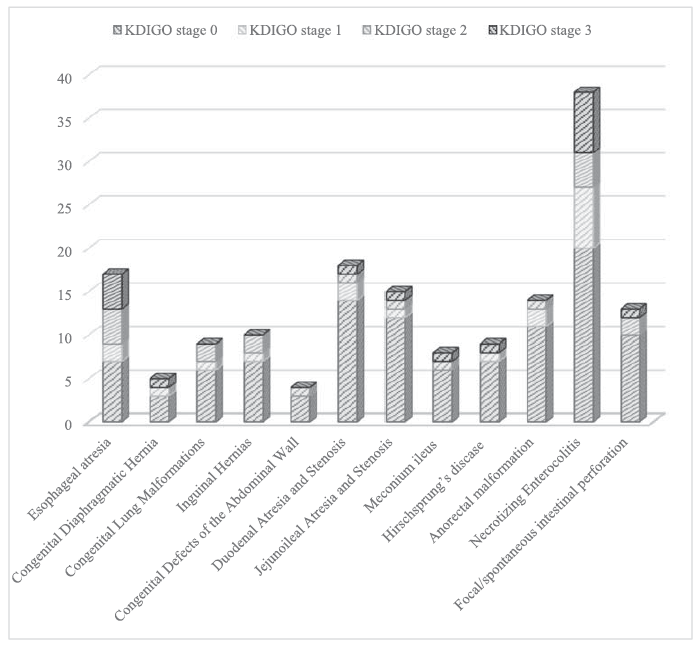 KDIGO stage 0 KDIGO stage 1 KDIGO stage 2 KDIGO stage 3
40
35
30
25
20
15
10
5
0
Esophageal atresia
Congenital Diaphragmatic Hernia
Congenital Lung Malformations
Inguinal Hernias
Congenital Defects of the Abdominal Wall
Duodenal Atresia and Stenosis
Jejunoileal Atresia and Stenosis
Meconium ileus
Hirschsprung's disease
Anorectal malformation
Necrotizing Enterocolitis
Focal/spontaneous intestinal perforation